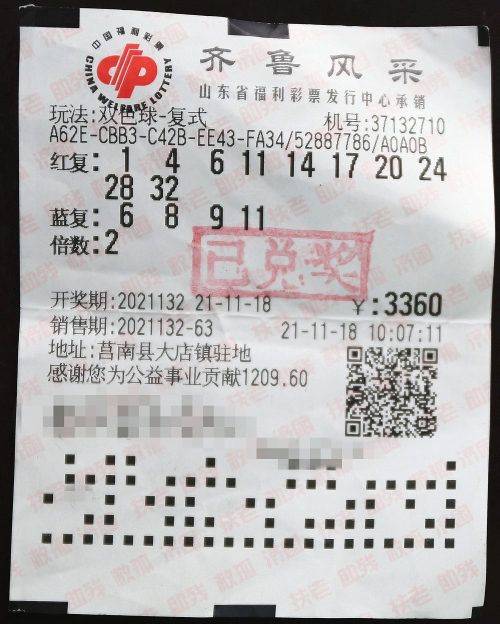 中国福利彩票
CHINA WELFARE LOTTERY
齐鲁风采
山东省福利彩票发行中心承销
玩法:双色球-复式 机号:37132710
A62E-CBB3-C42B-EE43-FA34/52887786/A0A0B
红复: 1 4 6 11 14 17 20 24
28 32
蓝复: 6 8 9 11
倍数:2
已兑奖
开奖期:2021132 21-11-18 ¥:3360
销售期:2021132-63 21-11-18 10:07:11
地址:莒南县大店镇驻地
感谢您为公益事业贡献1209.60